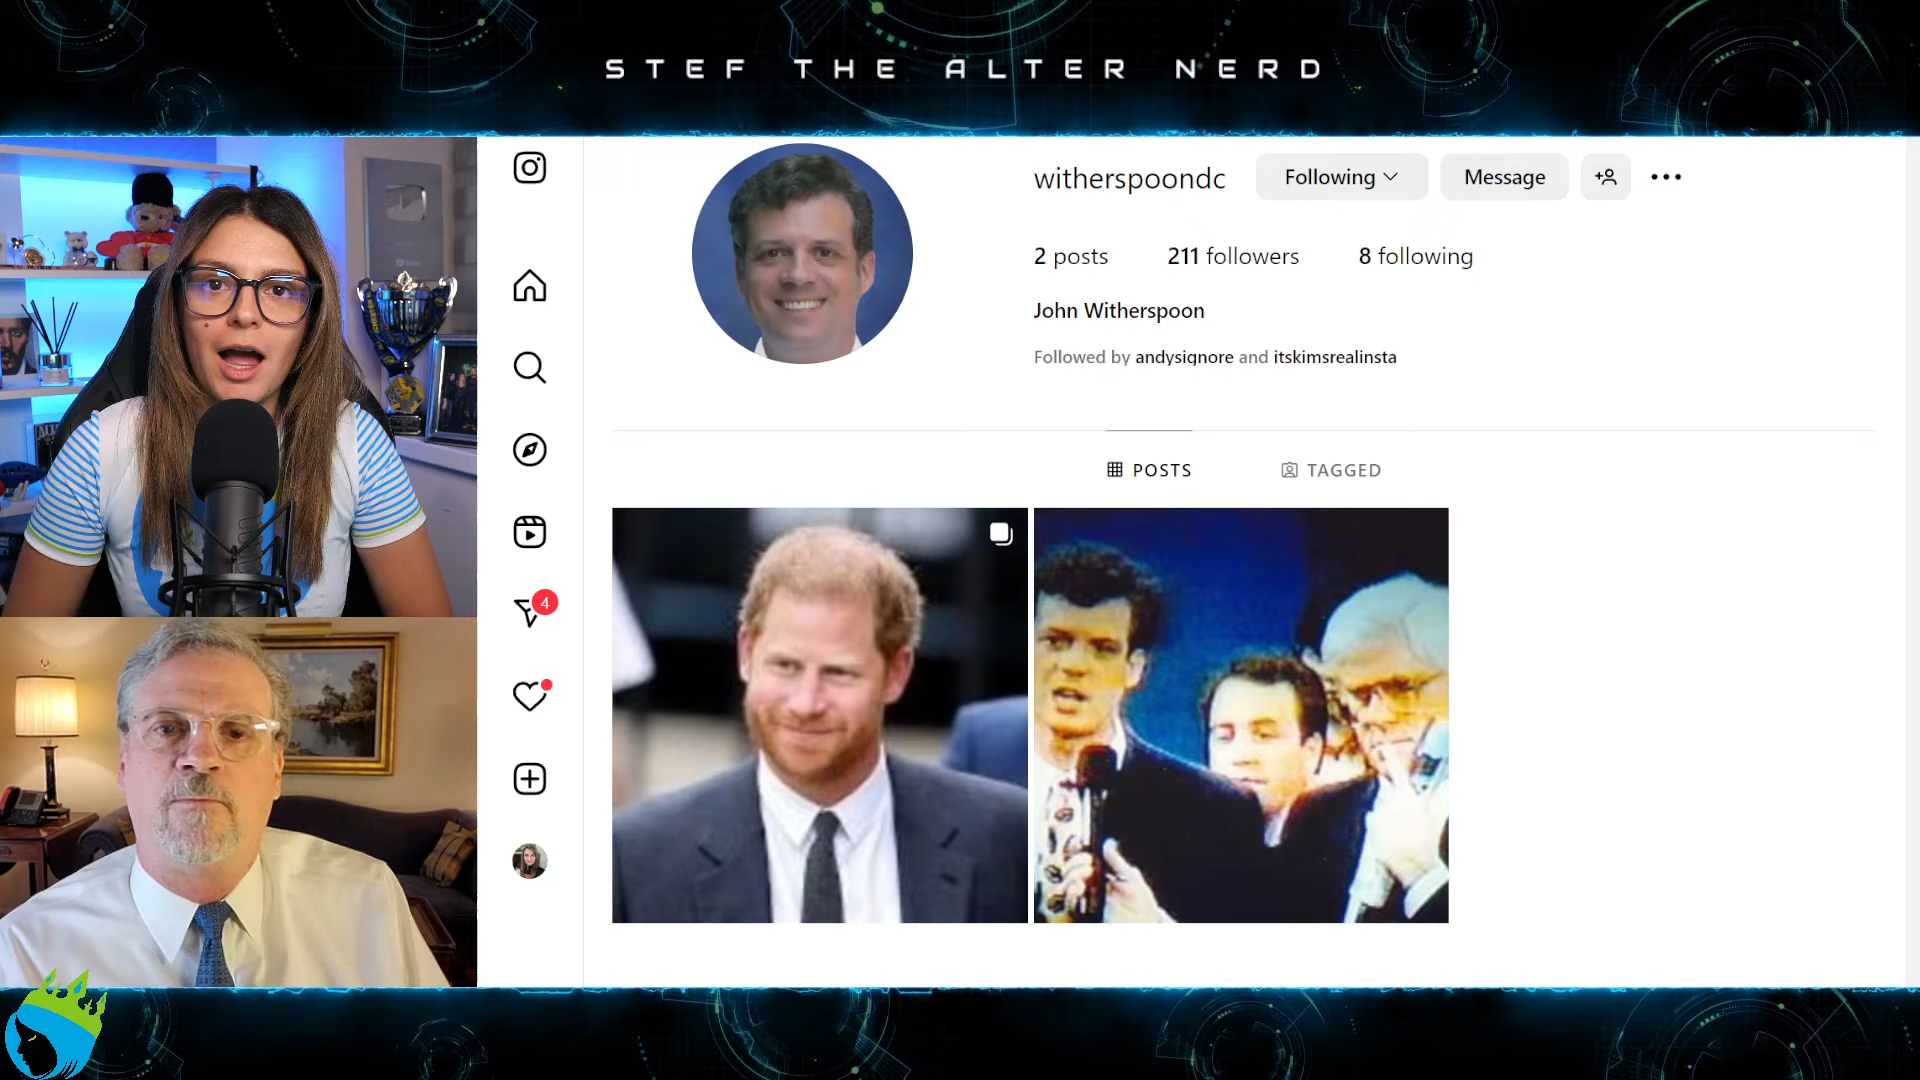 STEF THE ALTER NERD
witherspoondc
Following
Message
2 posts
211 followers
8 following
John Witherspoon
Followed by andysignore and itskimsrealinsta
POSTS
TAGGED
4